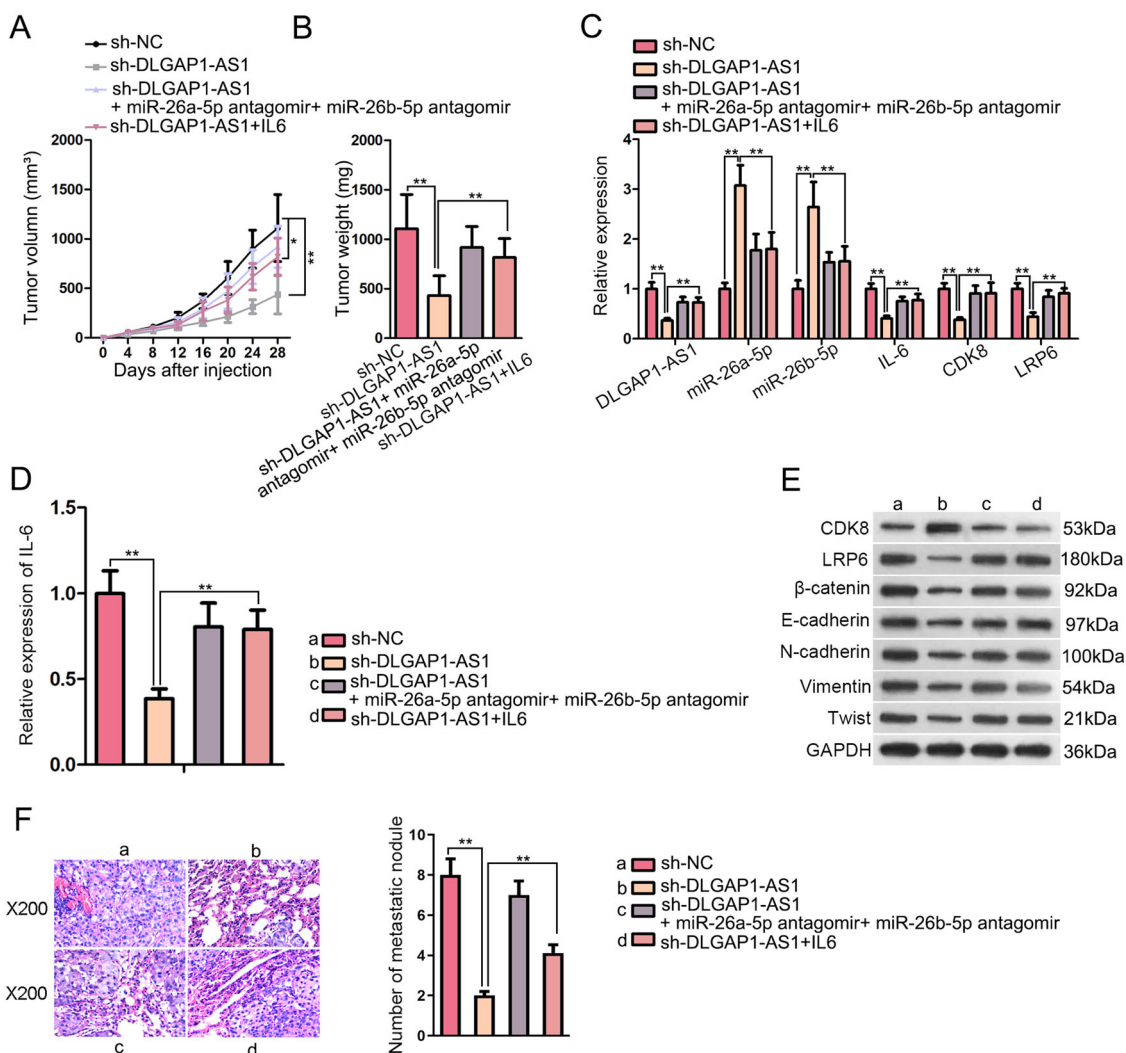 A
sh-NC
sh-DLGAP1-AS1
sh-DLGAP1-AS1
+ miR-26a-5p antagomir+ miR-26b-5p antagomir
sh-DLGAP1-AS1+IL6
Tumor volumn (mm³)
2000
1500
1000
500
0
0 4 8 12 16 20 24 28
Days after injection
*
**
B
Tumor weight (mg)
2000
1500
1000
500
0
**
**
sh-NC
sh-DLGAP1-AS1
sh-DLGAP1-AS1+ miR-26a-5p
antagomir+ miR-26b-5p antagomir
sh-DLGAP1-AS1+IL6
C
sh-NC
sh-DLGAP1-AS1
sh-DLGAP1-AS1
+ miR-26a-5p antagomir+ miR-26b-5p antagomir
sh-DLGAP1-AS1+IL6
Relative expression
4
3
2
1
0
** **
** **
** **
** **
** **
** **
DLGAP1-AS1
miR-26a-5p
miR-26b-5p
IL-6
CDK8
LRP6
D
Relative expression of IL-6
1.5
1.0
0.5
0.0
**
**
a sh-NC
b sh-DLGAP1-AS1
c sh-DLGAP1-AS1
+ miR-26a-5p antagomir+ miR-26b-5p antagomir
d sh-DLGAP1-AS1+IL6
E
a b c d
CDK8 53kDa
LRP6 180kDa
β-catenin 92kDa
E-cadherin 97kDa
N-cadherin 100kDa
Vimentin 54kDa
Twist 21kDa
GAPDH 36kDa
F
a b
X200
X200
c d
Number of metastatic nodule
10
8
6
4
2
0
**
**
a sh-NC
b sh-DLGAP1-AS1
c sh-DLGAP1-AS1
+ miR-26a-5p antagomir+ miR-26b-5p antagomir
d sh-DLGAP1-AS1+IL6